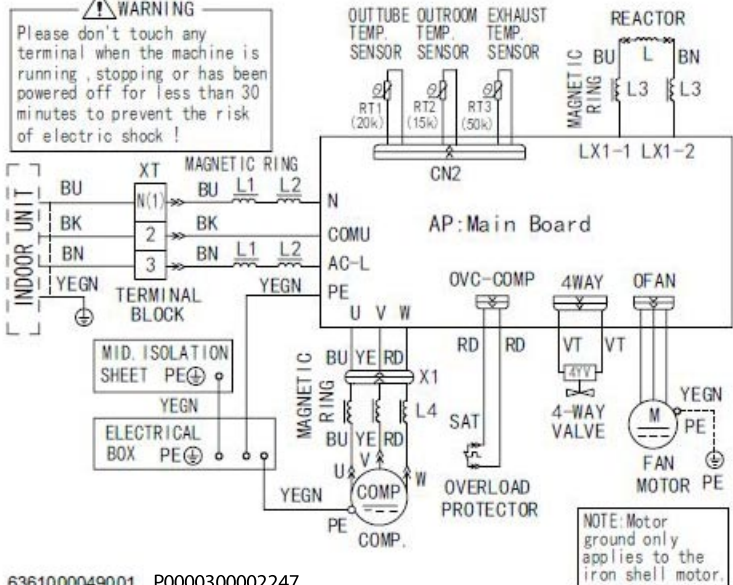 WARNING
Please don't touch any
terminal when the machine is
running , stopping or has been
powered off for less than 30
minutes to prevent the risk
of electric shock !
OUTTUBE OUTROOM EXHAUST
TEMP. TEMP. TEMP.
SENSOR SENSOR SENSOR
RT1 RT2 RT3
(20k) (15k) (50k)
REACTOR
BU L BN
MAGNETIC
RING
L3 L3
LX1-1 LX1-2
CN2
AP:Main Board
INDOOR UNIT
XT
MAGNETIC RING
BU N(1) BU L1 L2 N
BK 2 BK COMU
BN 3 BN L1 L2 AC-L
YEGN YEGN PE
TERMINAL
BLOCK
U V W
OVC-COMP 4WAY OFAN
MID. ISOLATION
SHEET PE
YEGN
ELECTRICAL
BOX PE
MAGNETIC
RING
BU YE RD
X1
L4
BU YE RD
U V W
YEGN
COMP
PE
COMP.
RD RD
SAT
OVERLOAD
PROTECTOR
VT VT
4YV
4-WAY
VALVE
M
YEGN
PE
FAN
MOTOR PE
NOTE:Motor
ground only
applies to the
iron shell motor.
6361000049001 P0000300002247